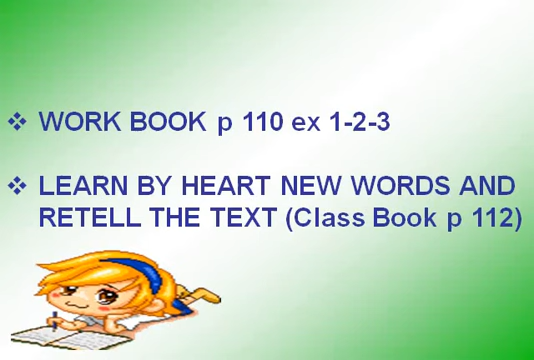 ❖ WORK BOOK p 110 ex 1-2-3
❖ LEARN BY HEART NEW WORDS AND
RETELL THE TEXT (Class Book p 112)